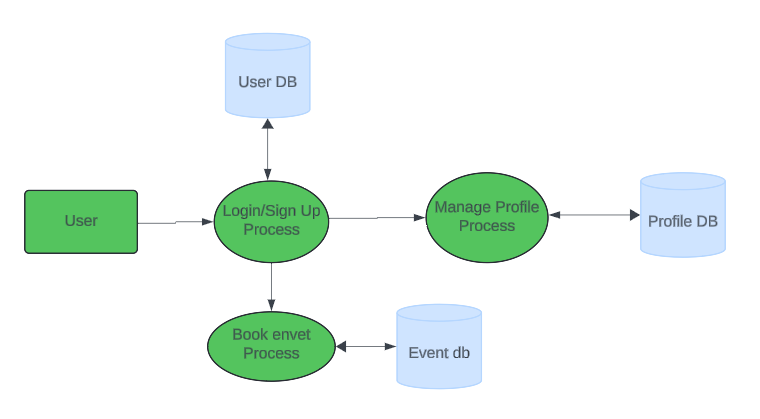 User DB
User
Login/Sign Up
Process
Manage Profile
Process
Profile DB
Book envet
Process
Event db